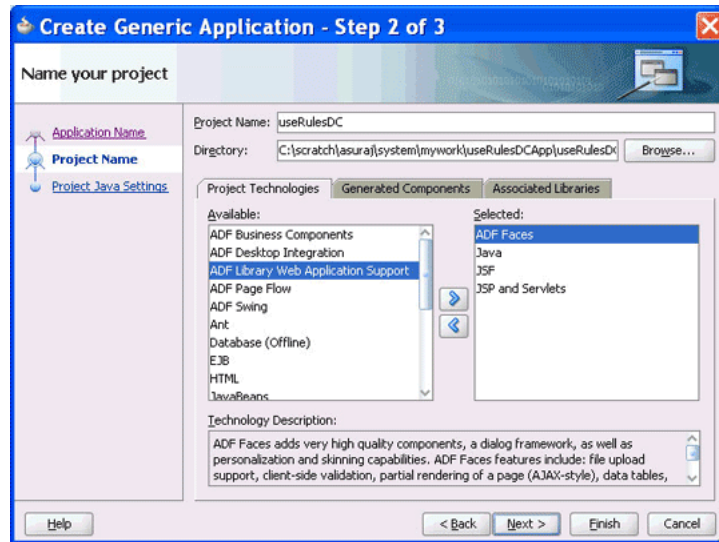 Create Generic Application - Step 2 of 3
Name your project
Application Name
Project Name
Project Java Settings
Project Name: useRulesDC
Directory: C:\scratch\asuraj\system\mywork\useRulesDCApp\useRulesD Browse...
Project Technologies Generated Components Associated Libraries
Available:
ADF Business Components
ADF Desktop Integration
ADF Library Web Application Support
ADF Page Flow
ADF Swing
Ant
Database (Offline)
EJB
HTML
JavaBeans
Selected:
ADF Faces
Java
JSF
JSP and Servlets
Technology Description:
ADF Faces adds very high quality components, a dialog framework, as well as
personalization and skinning capabilities. ADF Faces features include: file upload
support, client-side validation, partial rendering of a page (AJAX-style), data tables,
Help < Back Next > Finish Cancel